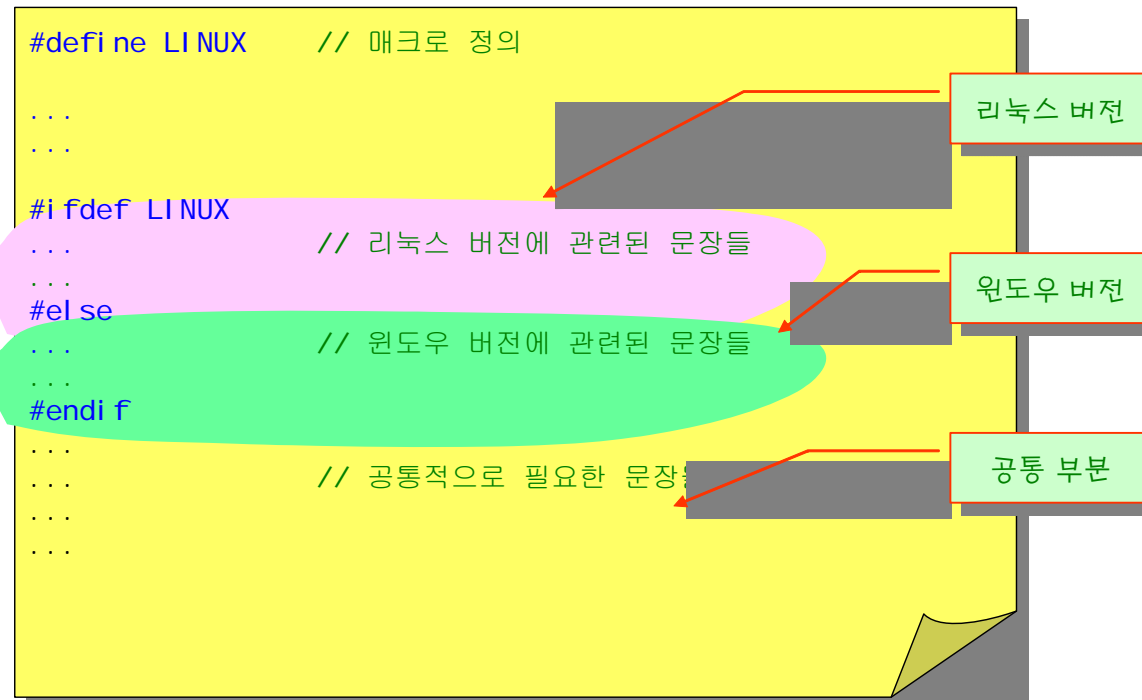 #define LINUX // 매크로 정의
...
...
리눅스 버전
#ifdef LINUX
... // 리눅스 버전에 관련된 문장들
...
윈도우 버전
#else
... // 윈도우 버전에 관련된 문장들
...
#endif
...
공통 부분
... // 공통적으로 필요한
...
...